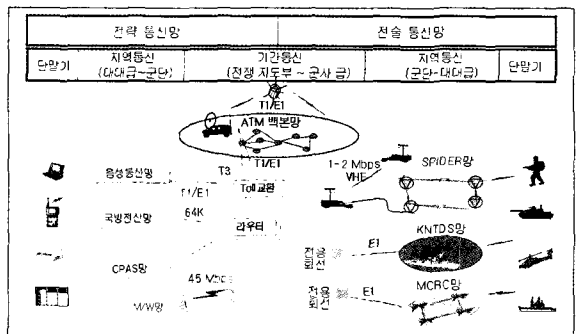 전략 통신망
전술 통신망
단말기
지역통신
(대대급~군단)
기간통신
(전쟁 지도부 ~ 군사 급)
지역통신
(군단-대대급)
단말기
T1/E1
ATM 백본망
T1/E1
음성통신망
T3
Toll교환
T1/E1
국방전산망
64K
라우터
CPAS망
45 Mbps
M/W망
1-2 Mbps
VHF
SPIDER망
KNTDS망
전용
회선
E1
MCRC망
전용
회선
E1